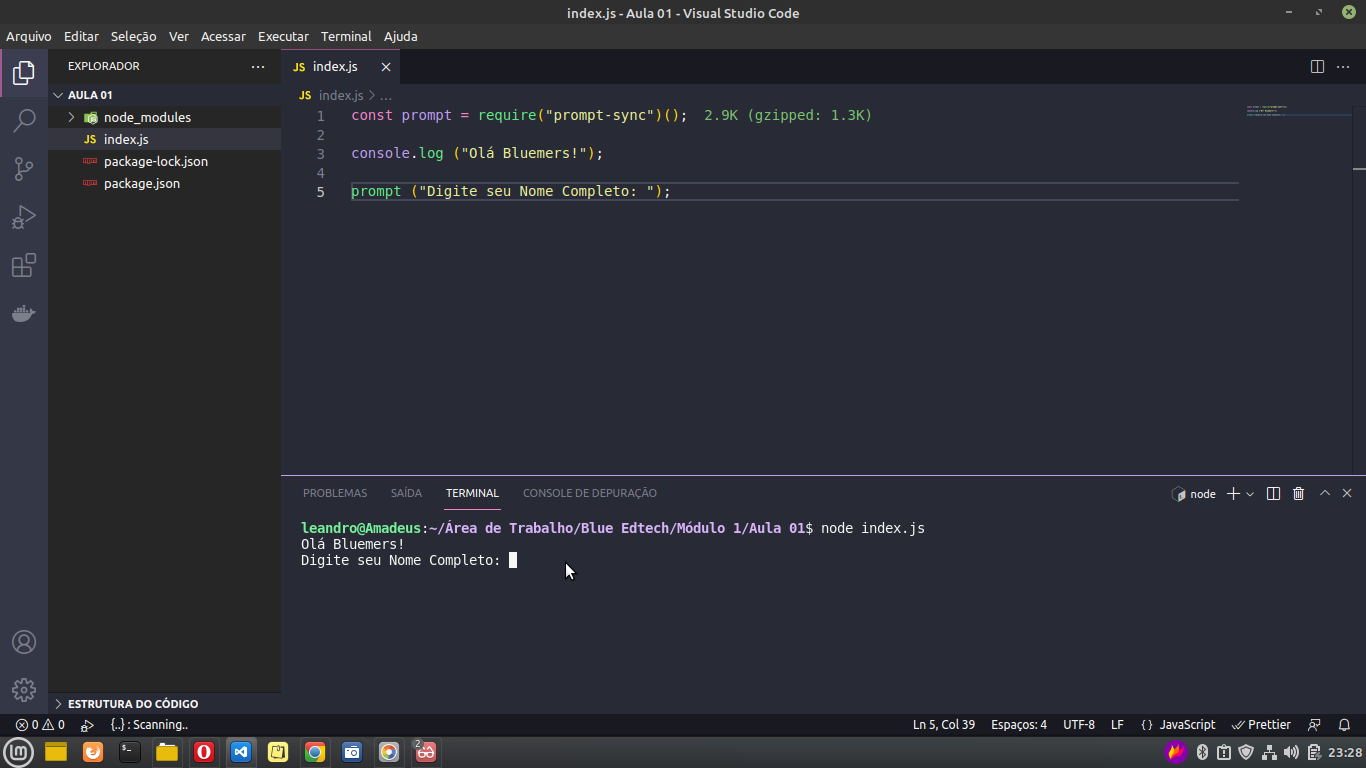 index.js - Aula 01 - Visual Studio Code
Arquivo Editar Seleção Ver Acessar Executar Terminal Ajuda
EXPLORADOR
AULA 01
node_modules
JS index.js
package-lock.json
package.json
ESTRUTURA DO CÓDIGO
JS index.js
JS index.js > ...
1 const prompt = require("prompt-sync")(); 2.9K (gzipped: 1.3K)
2
3 console.log ("Olá Bluemers!");
4
5 prompt ("Digite seu Nome Completo: ");
PROBLEMAS SAÍDA TERMINAL CONSOLE DE DEPURAÇÃO
node
leandro@Amadeus:~/Área de Trabalho/Blue Edtech/Módulo 1/Aula 01$ node index.js
Olá Bluemers!
Digite seu Nome Completo:
0 0 {..} : Scanning.. Ln 5, Col 39 Espaços: 4 UTF-8 LF {} JavaScript Prettier
2 23:28